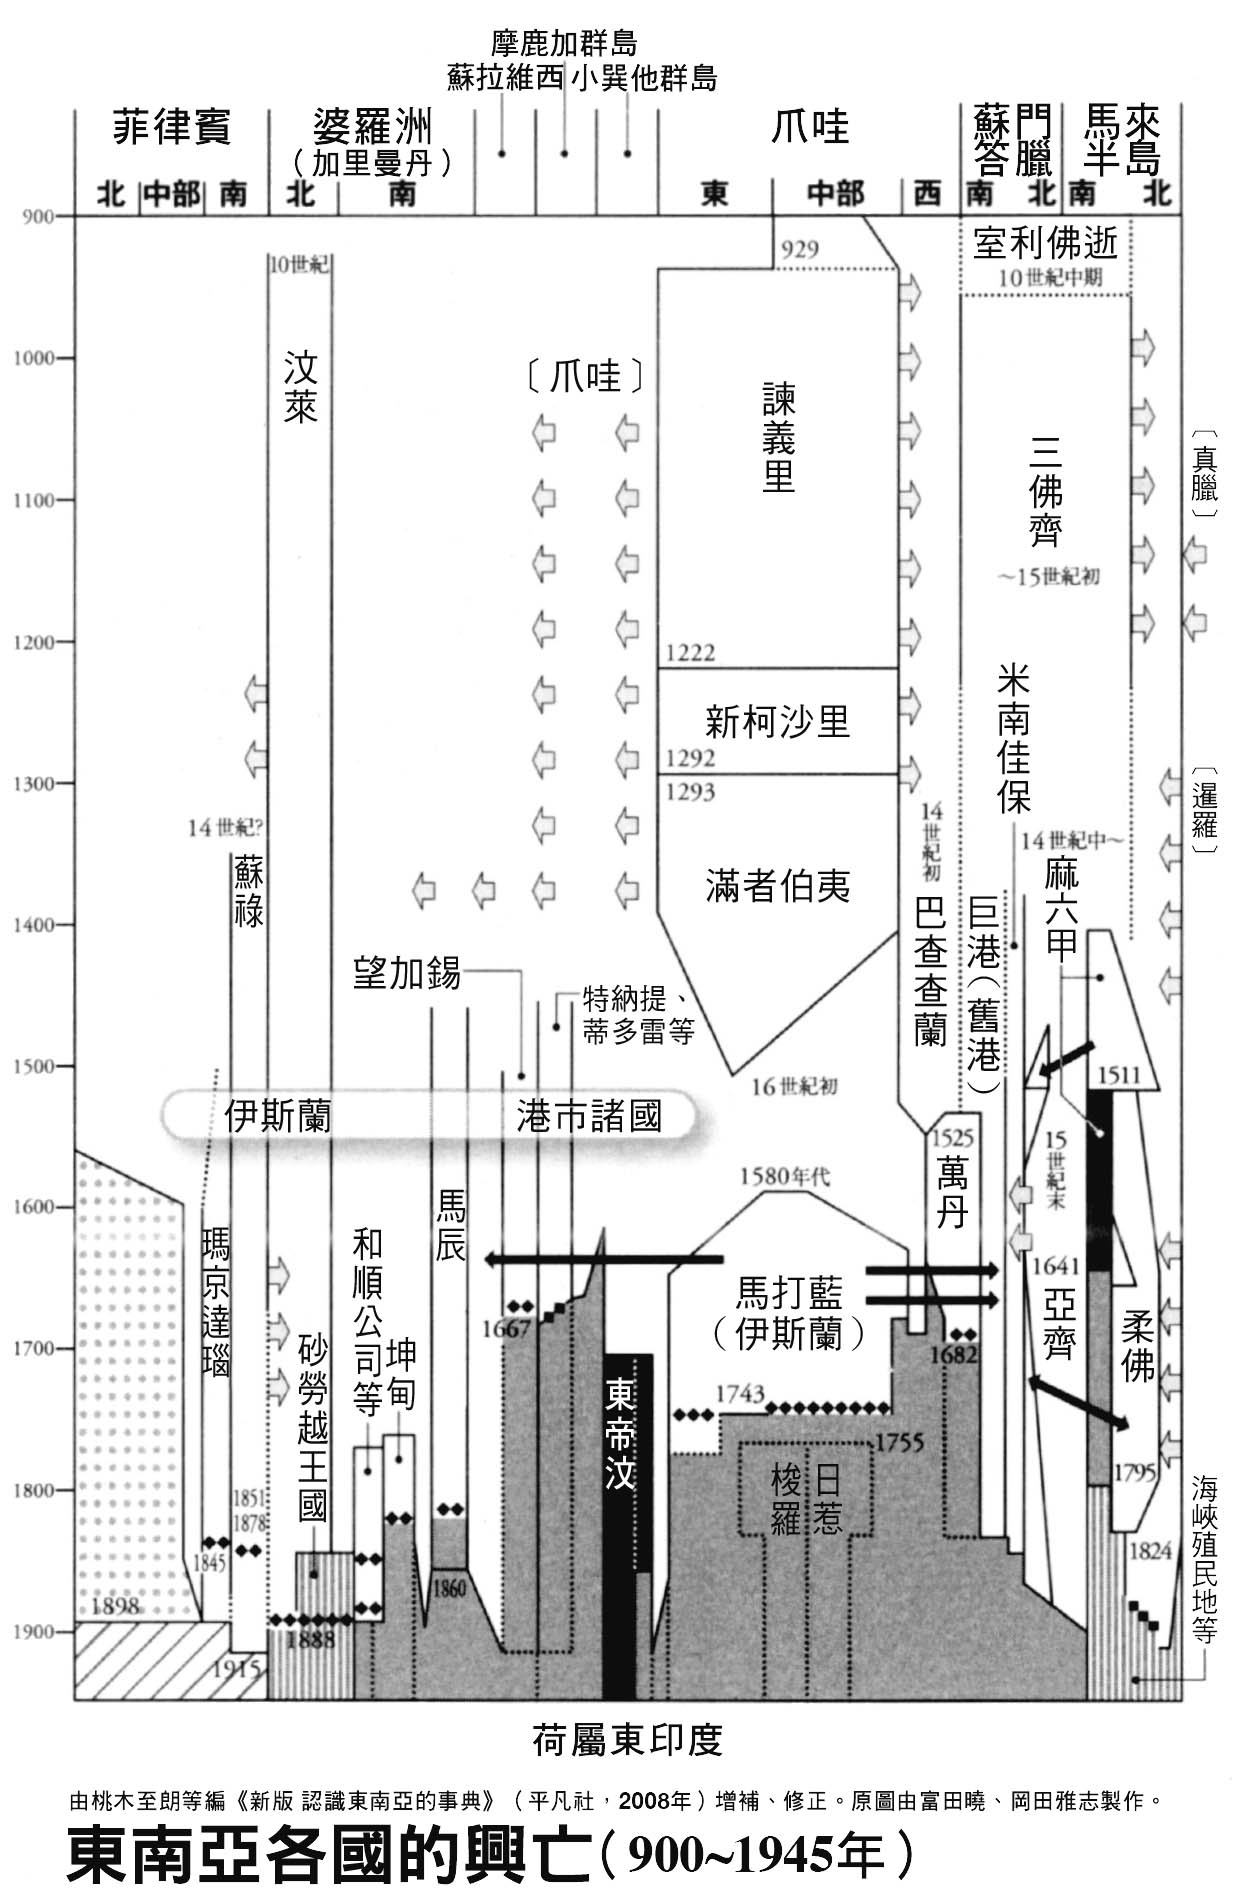 摩鹿加群島
蘇拉維西 小巽他群島
菲律賓
婆羅洲
（加里曼丹）
爪哇
蘇門答臘
馬來半島
北 中部 南 北 南 東 中部 西 南 北 南 北
900
929
室利佛逝
10世紀中期
10世紀
汶萊
1000
〔爪哇〕
諫義里
三佛齊
～15世紀初
〔真臘〕
1100
1200
1222
新柯沙里
1292
米南佳保
1300
1293
〔暹羅〕
14世紀?
蘇祿
14世紀初
14世紀中～
麻六甲
滿者伯夷
巴查查蘭
巨港（舊港）
1400
望加錫
特納提、
蒂多雷等
1500
16世紀初
1511
伊斯蘭 港市諸國
1525
萬丹
15世紀末
1580年代
1600
瑪京達瑙
和順公司等
馬辰
1641
亞齊
柔佛
馬打藍
（伊斯蘭）
1667
砂勞越王國
坤甸
1682
1700
東帝汶
1743
1755
梭羅
日惹
1795
1800
1851
1878
1845
1824
海峽殖民地等
1860
1898
1888
1900
1915
荷屬東印度
由桃木至朗等編《新版 認識東南亞的事典》（平凡社，2008年）增補、修正。原圖由富田曉、岡田雅志製作。
東南亞各國的興亡（900~1945年）